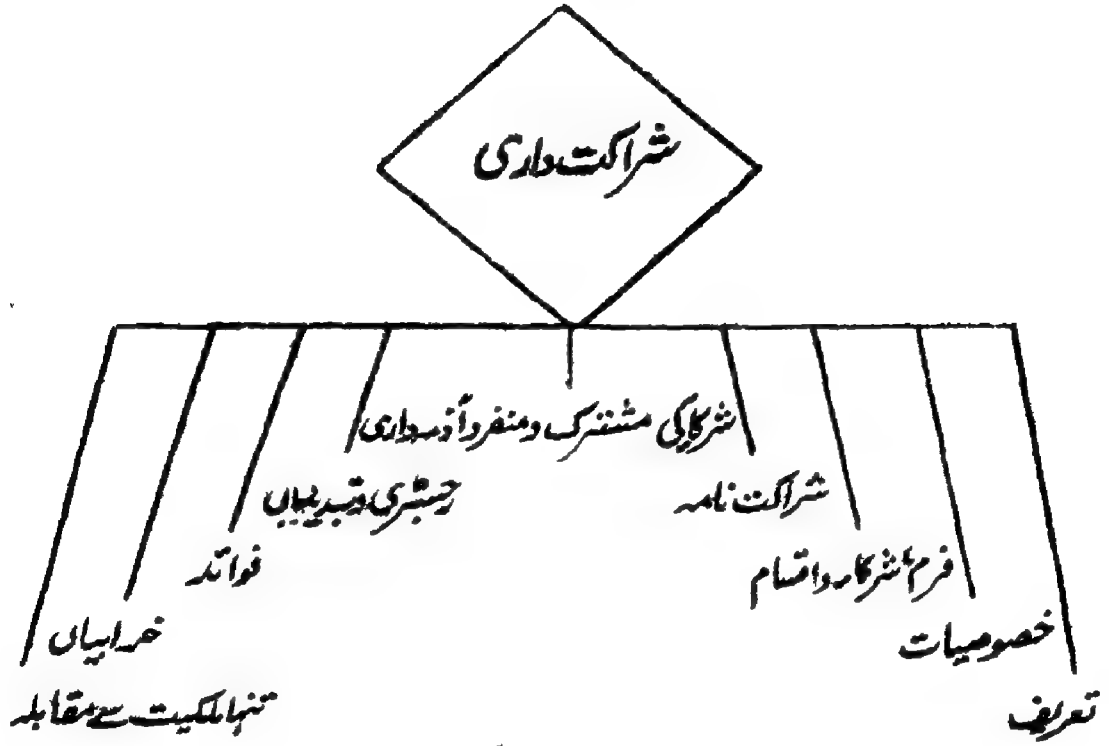 شراکت داری
شرکا کی مشترک و منفرد ذمہ داری
رجسٹری و تبدیلیاں
شراکت نامہ
فوائد
فرم، شرکاء و اقسام
خرابیاں
خصوصیات
تنہا ملکیت سے مقابلہ
تعریف